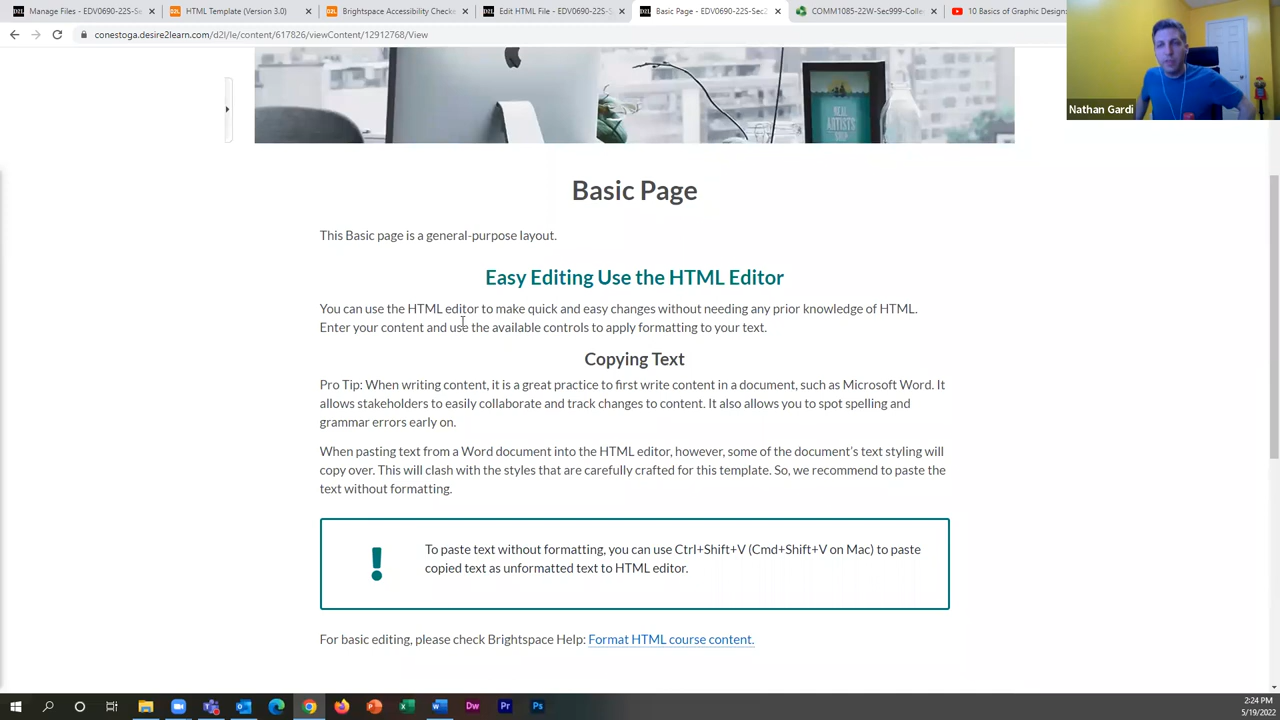 Manage Files - EDV0690-22S-Se
HTML Template (Version 3.0)
Brightspace Accessibility Checke
Edit HTML File - EDV0690-22S-S
Basic Page - EDV0690-22S-Sec2
COMM1085-22W-Sec999-Colle
10 Basics of Graphic Design
conestoga.desire2learn.com/d2l/le/content/617826/viewContent/12912768/View
Nathan Gardi
REAL
ARTISTS
SHIP
Basic Page
This Basic page is a general-purpose layout.
Easy Editing Use the HTML Editor
You can use the HTML editor to make quick and easy changes without needing any prior knowledge of HTML.
Enter your content and use the available controls to apply formatting to your text.
Copying Text
Pro Tip: When writing content, it is a great practice to first write content in a document, such as Microsoft Word. It
allows stakeholders to easily collaborate and track changes to content. It also allows you to spot spelling and
grammar errors early on.
When pasting text from a Word document into the HTML editor, however, some of the document's text styling will
copy over. This will clash with the styles that are carefully crafted for this template. So, we recommend to paste the
text without formatting.
! To paste text without formatting, you can use Ctrl+Shift+V (Cmd+Shift+V on Mac) to paste
copied text as unformatted text to HTML editor.
For basic editing, please check Brightspace Help: Format HTML course content.
Dw
Pr
Ps
2:24 PM
5/19/2022